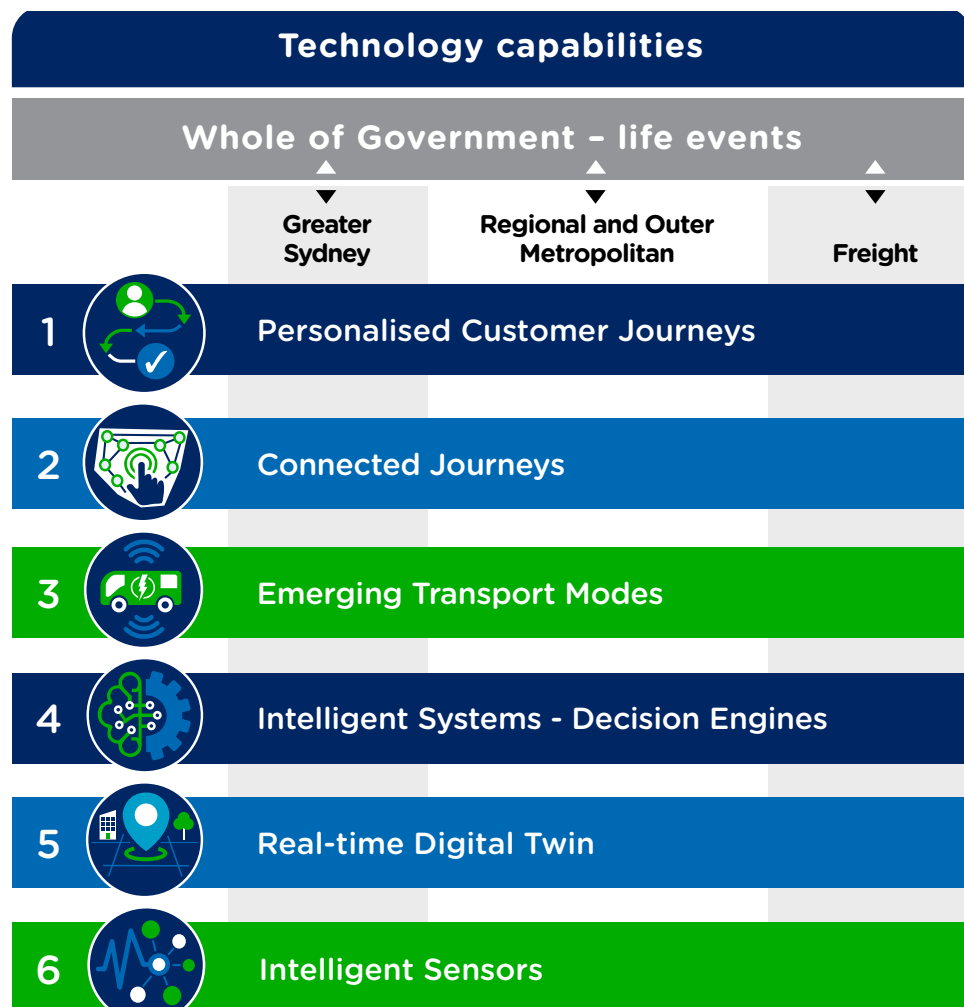 Technology capabilities
Whole of Government – life events
Greater
Sydney
Regional and Outer
Metropolitan
Freight
1 Personalised Customer Journeys
2 Connected Journeys
3 Emerging Transport Modes
4 Intelligent Systems - Decision Engines
5 Real-time Digital Twin
6 Intelligent Sensors